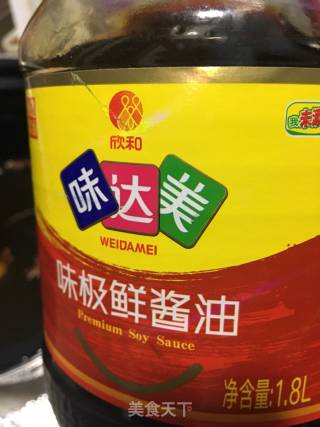 欣和
味达美
WEIDAMEI
味极鲜酱油
Premium Soy Sauce
净含量:1.8L
美食天下